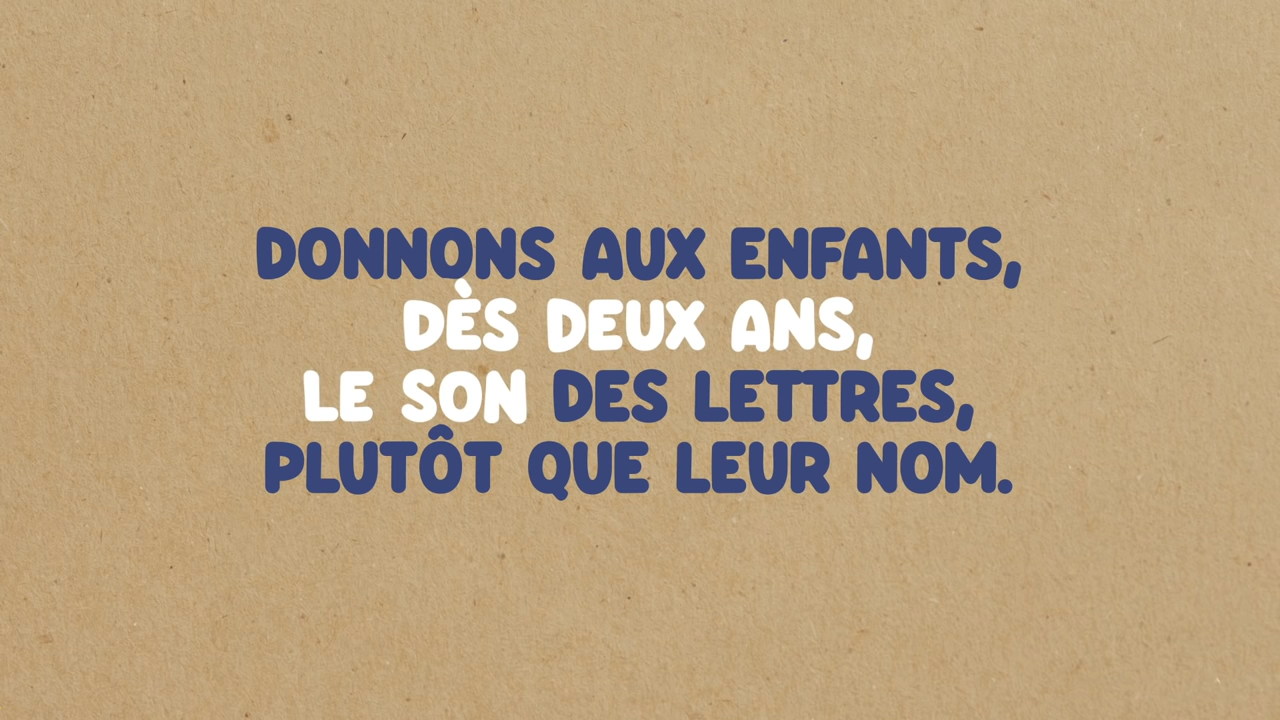 DONNONS AUX ENFANTS,
DÈS DEUX ANS,
LE SON DES LETTRES,
PLUTÔT QUE LEUR NOM.